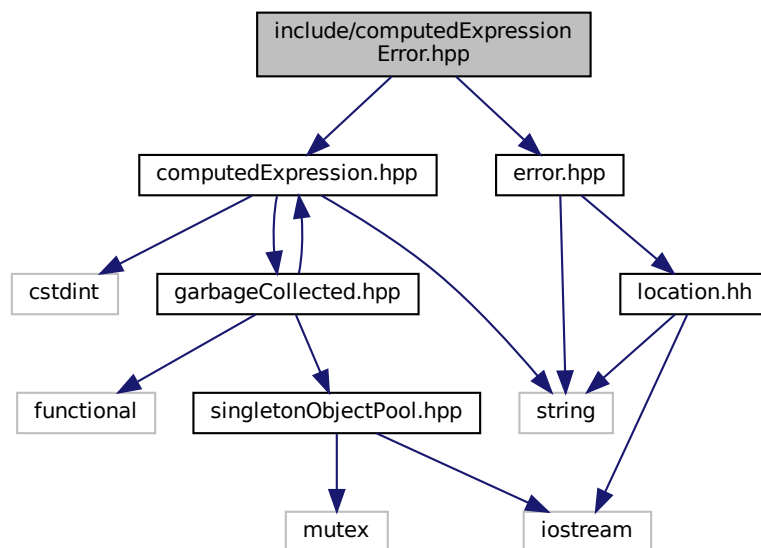 include/computedExpression
Error.hpp
computedExpression.hpp
error.hpp
cstdint
garbageCollected.hpp
location.hh
functional
singletonObjectPool.hpp
string
mutex
iostream